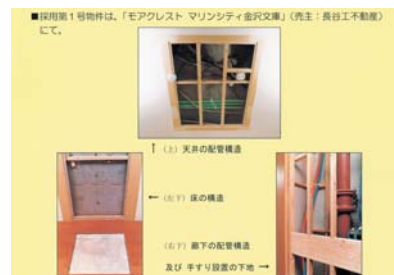 ■採用第1号物件は、「モアクレスト マリンシティ金沢文庫」（売主：長谷工不動産）
にて。
↑（上）天井の配管構造
←（左下）床の構造
（右下）廊下の配管構造
及び 手すり設置の下地 →